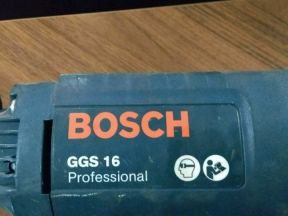 BOSCH
GGS 16
Professional